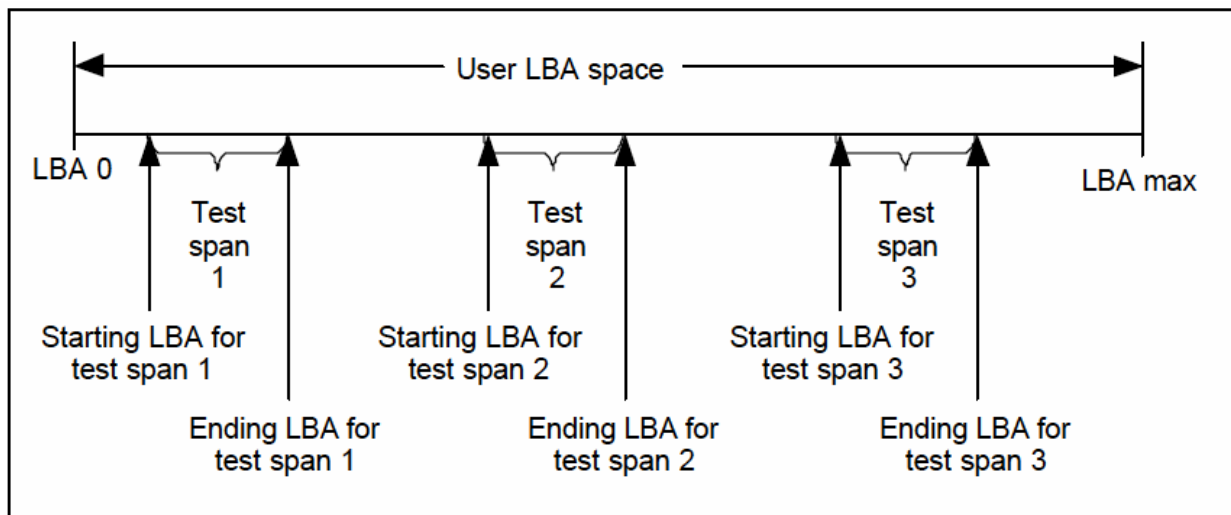 User LBA space
LBA 0
LBA max
Test
span
1
Test
span
2
Test
span
3
Starting LBA for
test span 1
Starting LBA for
test span 2
Starting LBA for
test span 3
Ending LBA for
test span 1
Ending LBA for
test span 2
Ending LBA for
test span 3